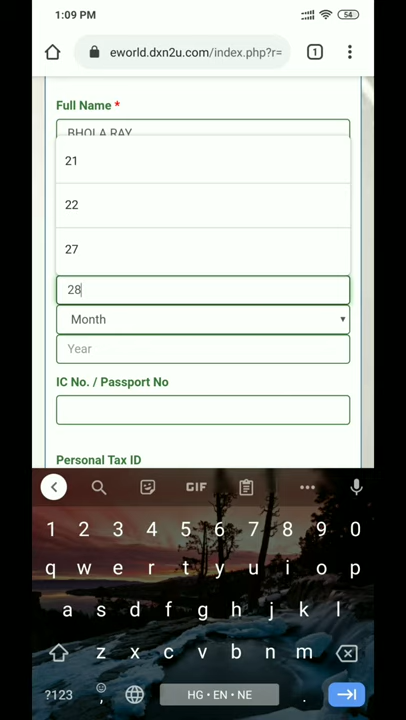 1:09 PM
54
eworld.dxn2u.com/index.php?r=
1
Full Name *
BHOLA RAY
21
22
27
28
Month
Year
IC No. / Passport No
Personal Tax ID
GIF
1 2 3 4 5 6 7 8 9 0
q w e r t y u i o p
a s d f g h j k l
z x c v b n m
?123 , HG • EN • NE .